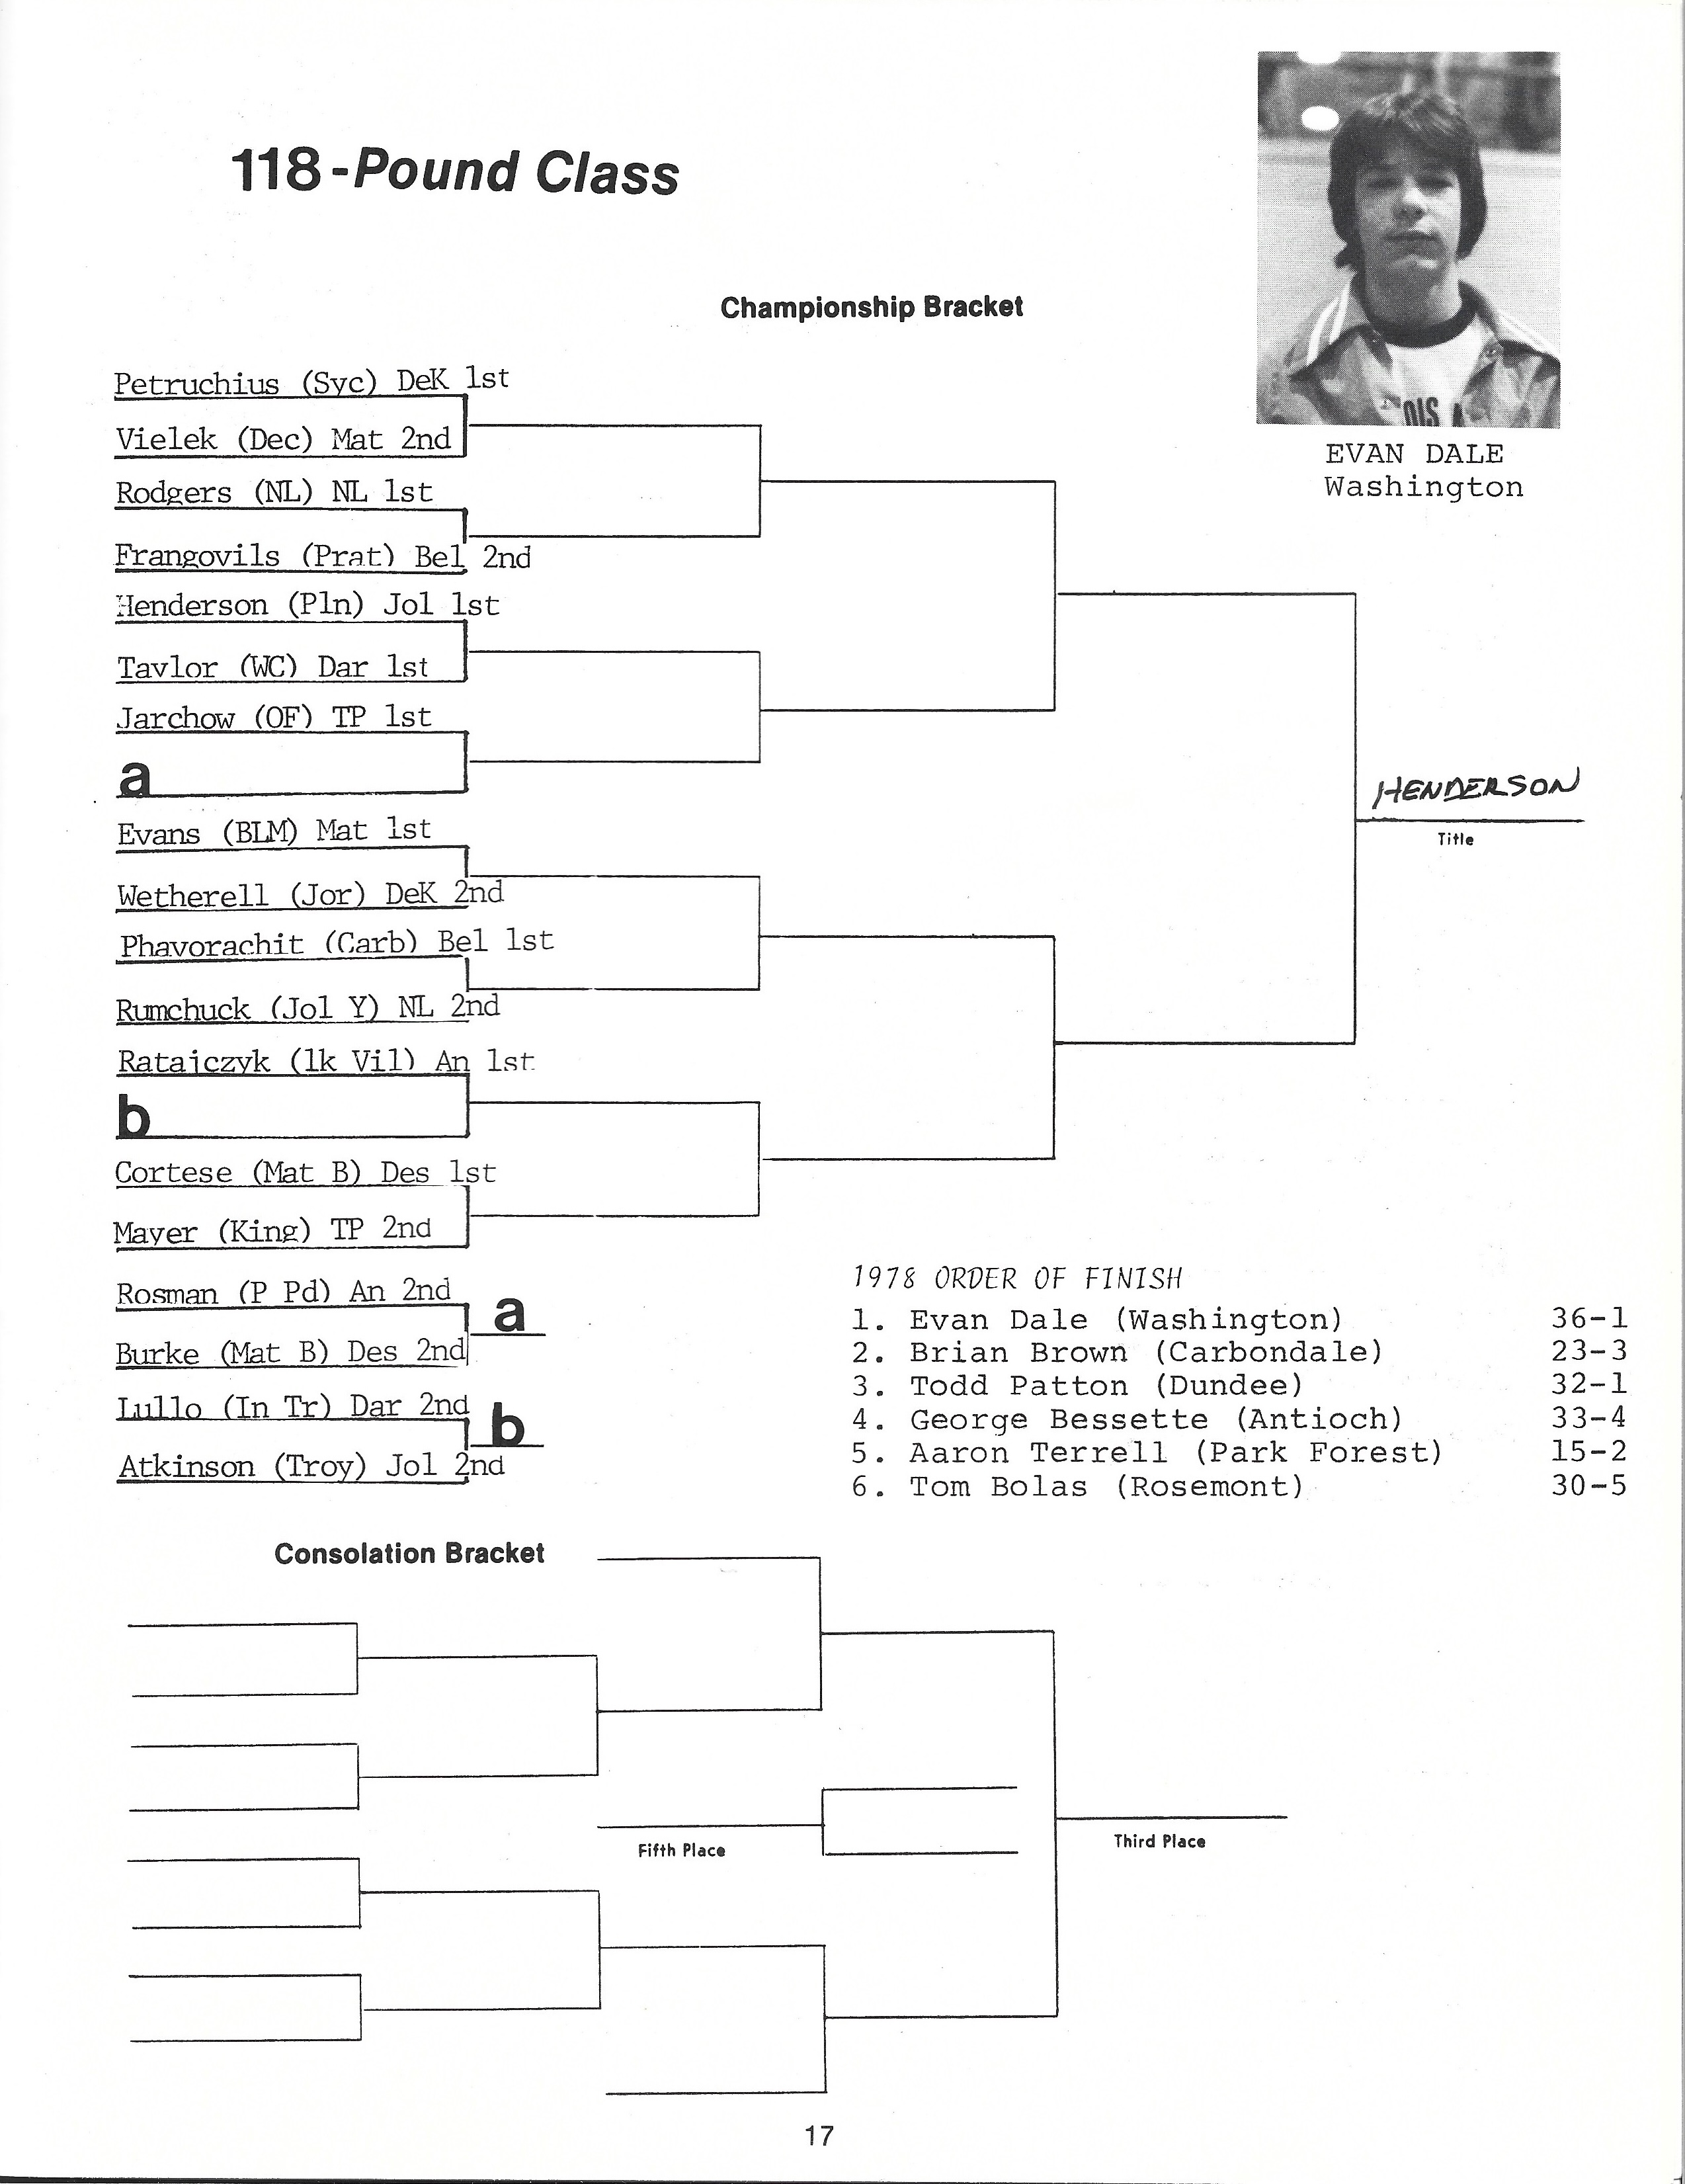 118-Pound Class
Championship Bracket
OIS
EVAN DALE
Washington
Petruchius (Syc) DeK 1st
Vielek (Dec) Mat 2nd
Rodgers (NL) NL 1st
Frangovils (Prat) Bel 2nd
Henderson (Pln) Jol 1st
Tavlor (WC) Dar 1st
Jarchow (OF) TP 1st
a
HENDERSON
Title
Evans (BLM) Mat 1st
Wetherell (Jor) DeK 2nd
Phavorachit (Carb) Bel 1st
Rumchuck (Jol Y) NL 2nd
Ratajczyk (lk Vil) An 1st
b
Cortese (Mat B) Des 1st
Mayer (King) TP 2nd
Rosman (P Pd) An 2nd
a
Burke (Mat B) Des 2nd
Lullo (In Tr) Dar 2nd
b
Atkinson (Troy) Jol 2nd
1978 ORDER OF FINISH
1. Evan Dale (Washington) 36-1
2. Brian Brown (Carbondale) 23-3
3. Todd Patton (Dundee) 32-1
4. George Bessette (Antioch) 33-4
5. Aaron Terrell (Park Forest) 15-2
6. Tom Bolas (Rosemont) 30-5
Consolation Bracket
Fifth Place
Third Place
17